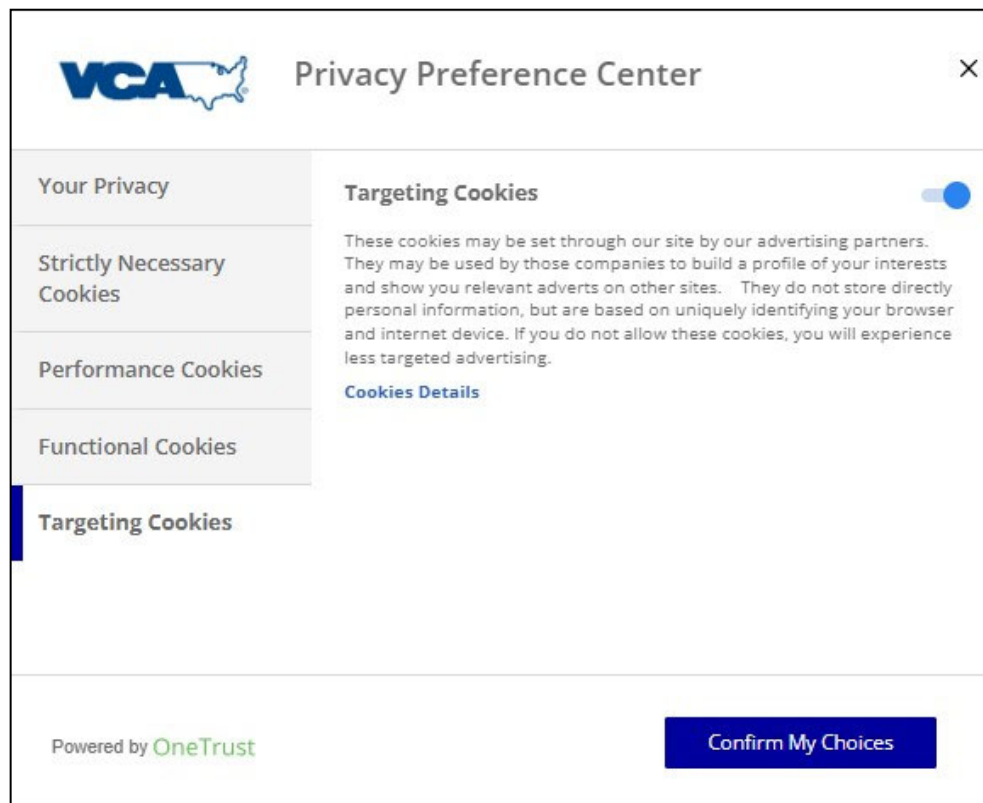 VCA
Privacy Preference Center
Your Privacy
Strictly Necessary
Cookies
Performance Cookies
Functional Cookies
Targeting Cookies
Targeting Cookies
These cookies may be set through our site by our advertising partners.
They may be used by those companies to build a profile of your interests
and show you relevant adverts on other sites. They do not store directly
personal information, but are based on uniquely identifying your browser
and internet device. If you do not allow these cookies, you will experience
less targeted advertising.
Cookies Details
Powered by OneTrust
Confirm My Choices